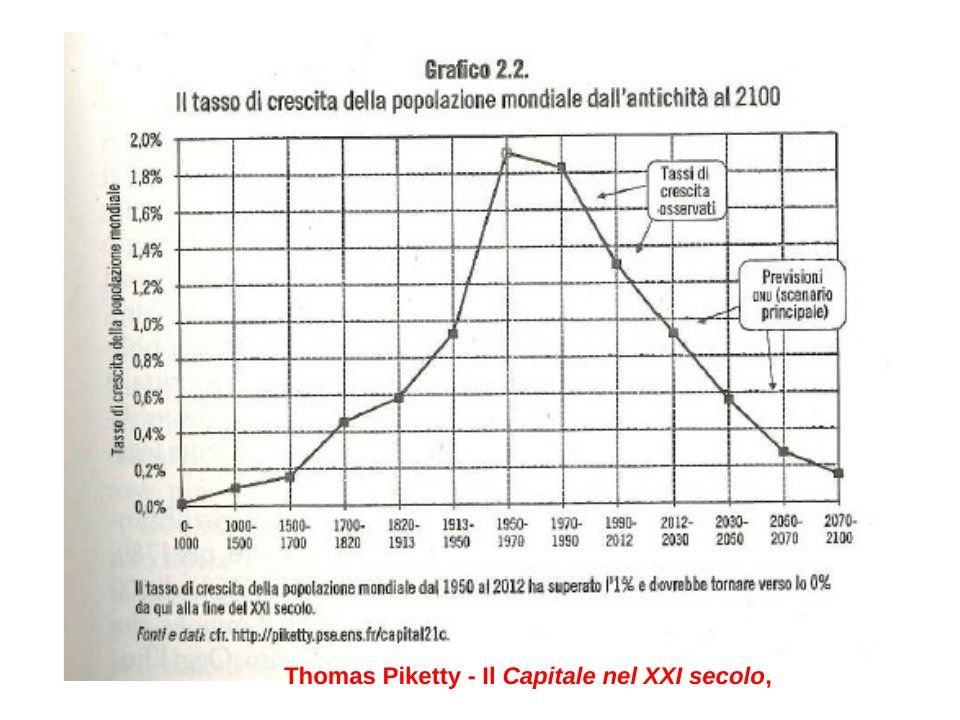 Grafico 2.2.
Il tasso di crescita della popolazione mondiale dall'antichità al 2100
Tasso di crescita della popolazione mondiale
2,0%
1,8%
1,6%
1,4%
1,2%
1,0%
0,8%
0,6%
0,4%
0,2%
0,0%
Tassi di
crescita
osservati
Previsioni
ONU (scenario
principale)
0- 1000- 1500- 1700- 1820- 1913- 1950- 1970- 1990- 2012- 2030- 2060- 2070-
1000 1500 1700 1820 1913 1950 1970 1990 2012 2030 2050 2070 2100
Il tasso di crescita della popolazione mondiale dal 1950 al 2012 ha superato l'1% e dovrebbe tornare verso lo 0%
da qui alla fine del XXI secolo.
Fonti e dati: cfr. http://piketty.pse.ens.fr/capital21c.
Thomas Piketty - Il Capitale nel XXI secolo,